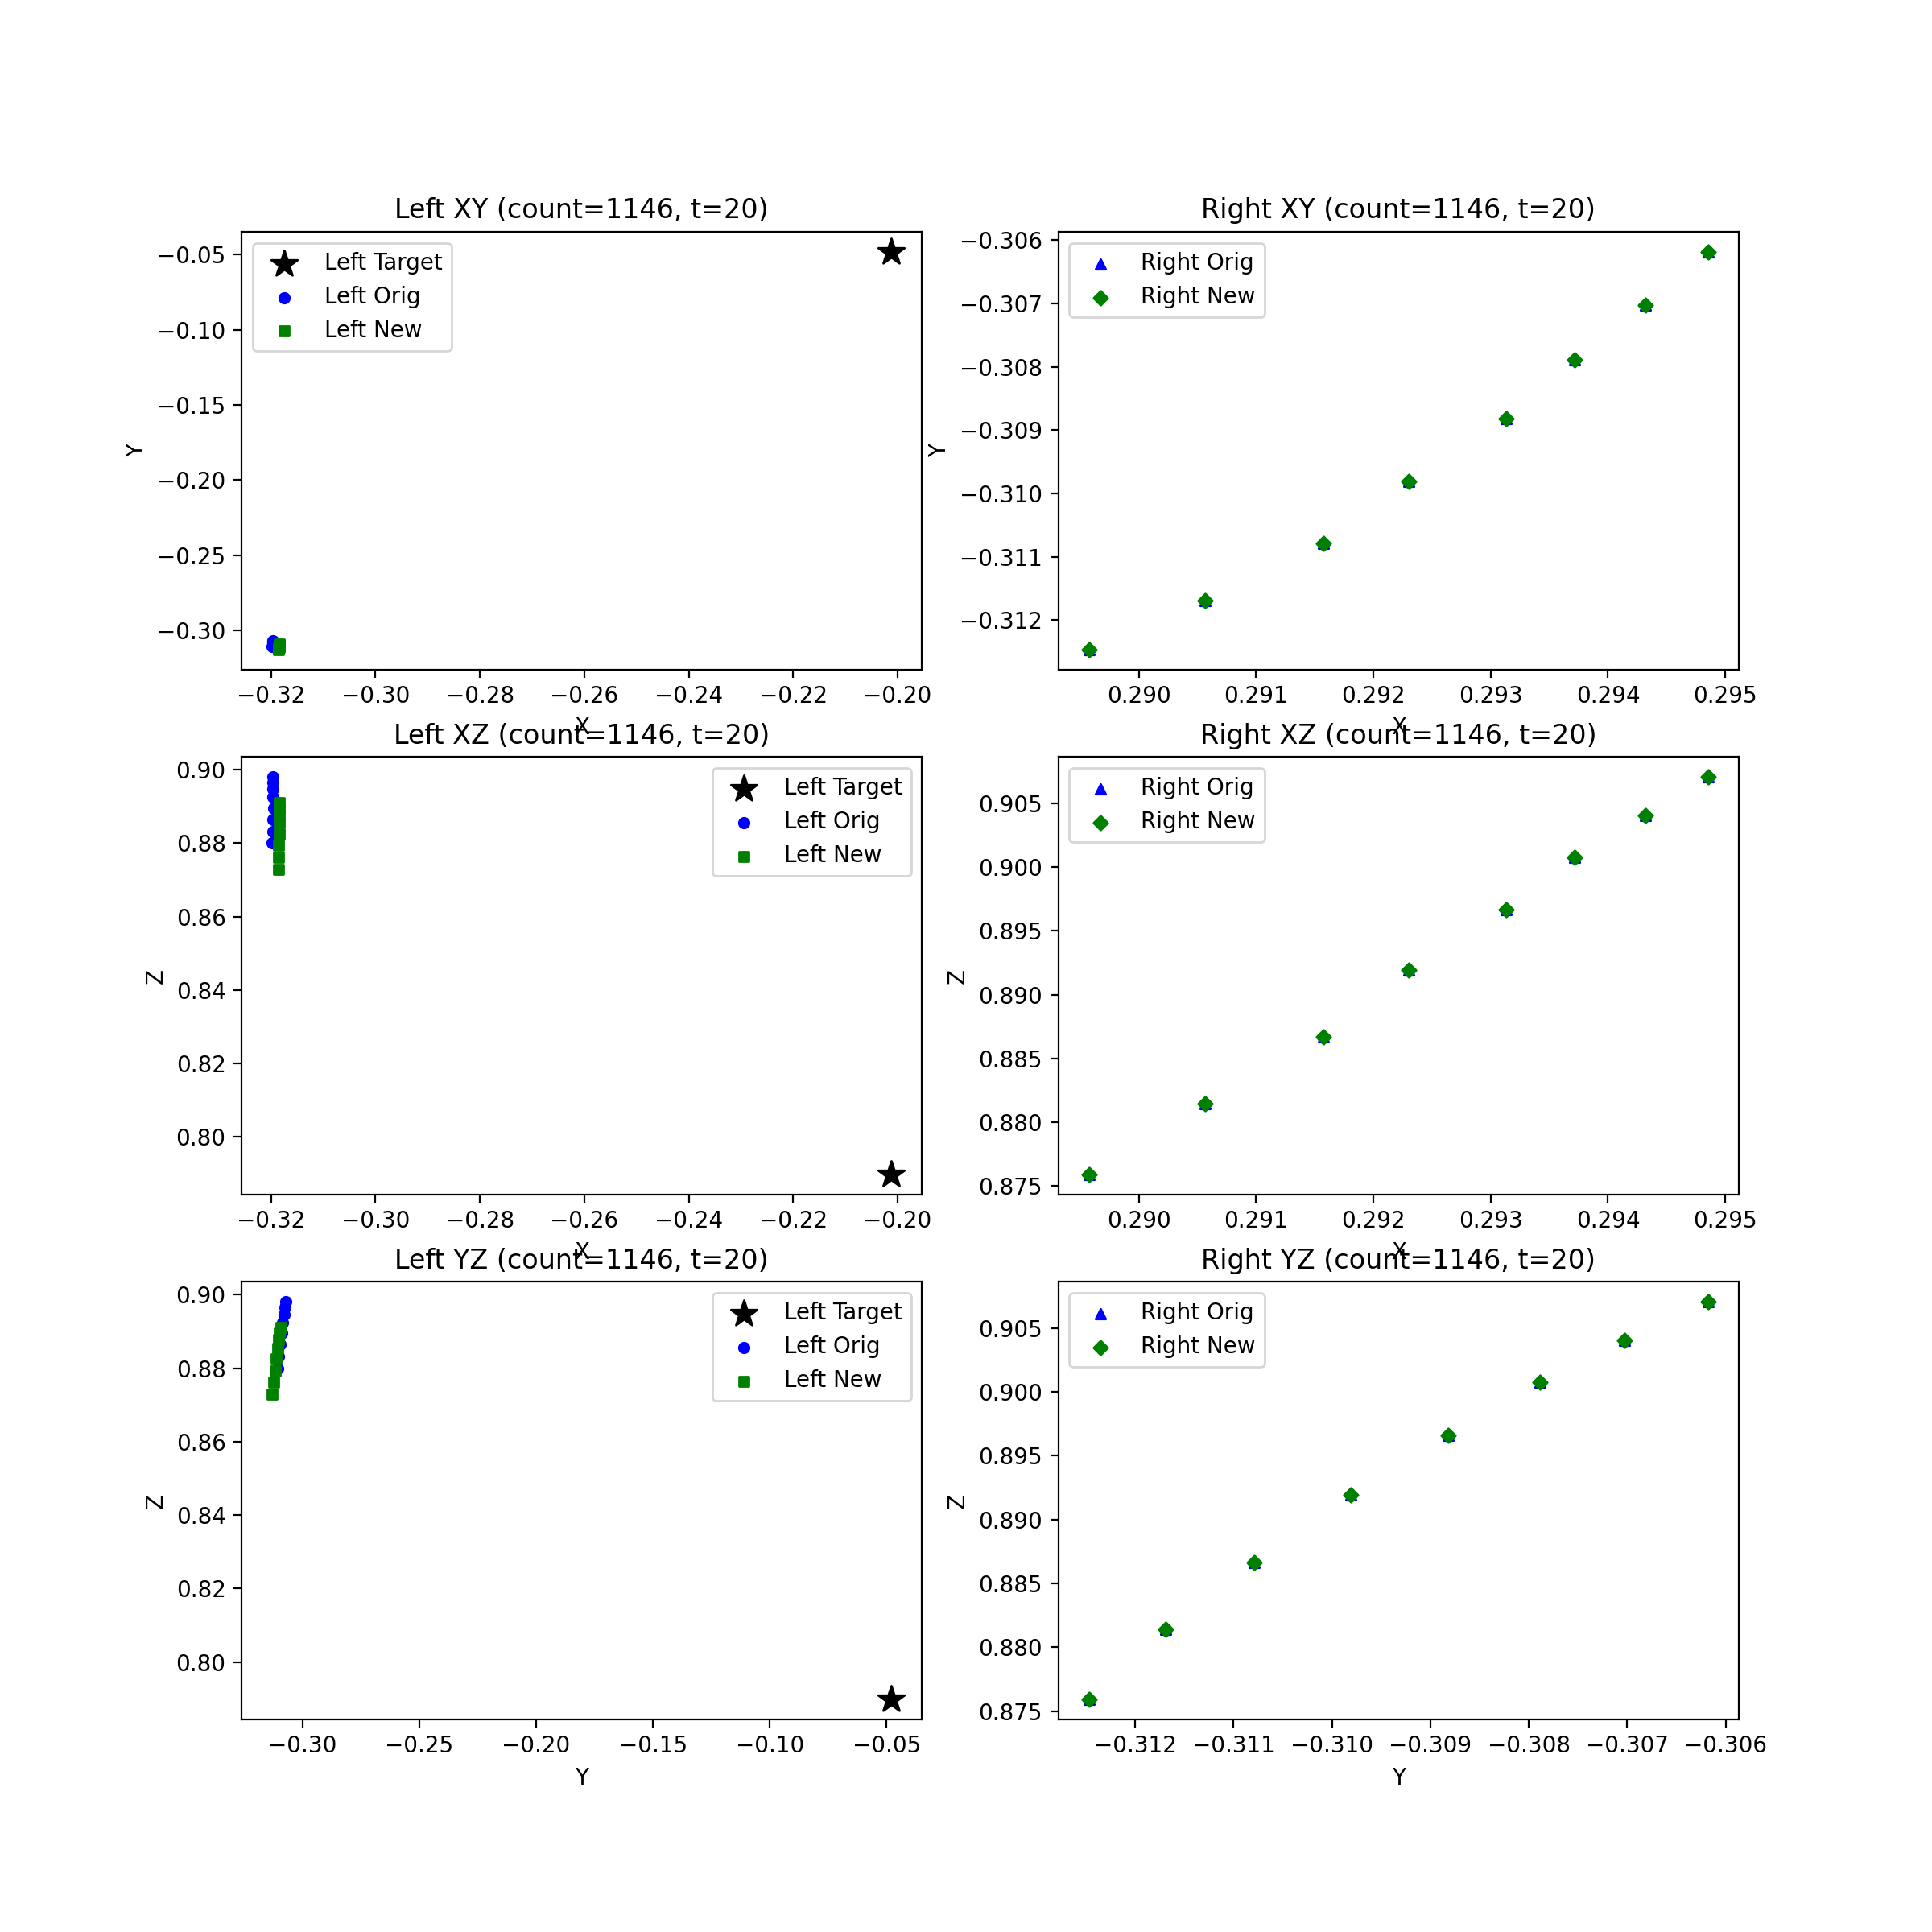 Left XY (count=1146, t=20)
Left Target
Left Orig
Left New
−0.05
−0.10
−0.15
−0.20
−0.25
−0.30
Y
−0.32 −0.30 −0.28 −0.26 −0.24 −0.22 −0.20
X
Right XY (count=1146, t=20)
Right Orig
Right New
−0.306
−0.307
−0.308
−0.309
−0.310
−0.311
−0.312
Y
0.290 0.291 0.292 0.293 0.294 0.295
X
Left XZ (count=1146, t=20)
Left Target
Left Orig
Left New
0.90
0.88
0.86
0.84
0.82
0.80
Z
−0.32 −0.30 −0.28 −0.26 −0.24 −0.22 −0.20
X
Right XZ (count=1146, t=20)
Right Orig
Right New
0.905
0.900
0.895
0.890
0.885
0.880
0.875
Z
0.290 0.291 0.292 0.293 0.294 0.295
X
Left YZ (count=1146, t=20)
Left Target
Left Orig
Left New
0.90
0.88
0.86
0.84
0.82
0.80
Z
−0.30 −0.25 −0.20 −0.15 −0.10 −0.05
Y
Right YZ (count=1146, t=20)
Right Orig
Right New
0.905
0.900
0.895
0.890
0.885
0.880
0.875
Z
−0.312 −0.311 −0.310 −0.309 −0.308 −0.307 −0.306
Y